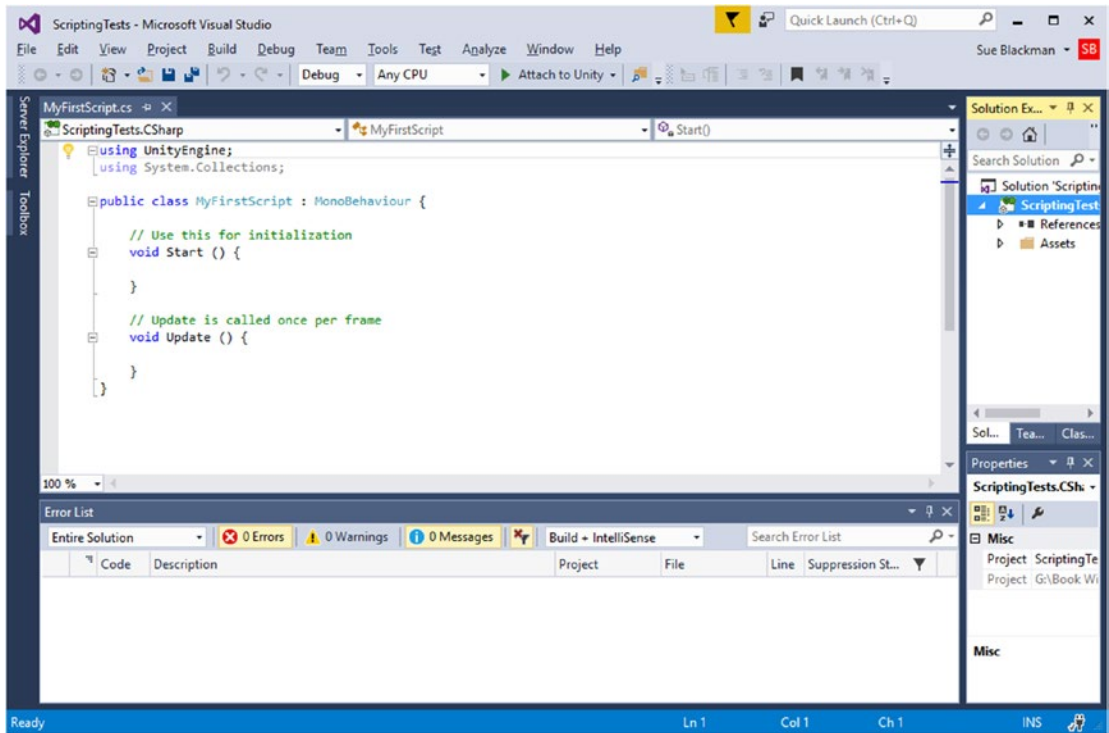 ScriptingTests - Microsoft Visual Studio
Quick Launch (Ctrl+Q)
File Edit View Project Build Debug Team Tools Test Analyze Window Help
Sue Blackman SB
Debug Any CPU Attach to Unity
Server Explorer
Toolbox
MyFirstScript.cs
ScriptingTests.CSharp MyFirstScript Start()
using UnityEngine;
using System.Collections;
public class MyFirstScript : MonoBehaviour {
// Use this for initialization
void Start () {
}
// Update is called once per frame
void Update () {
}
}
100 %
Solution Ex...
Search Solution
Solution 'Scriptin
ScriptingTest
References
Assets
Sol... Tea... Clas...
Properties
ScriptingTests.CSha
Misc
Project ScriptingTe
Project G:\Book Wi
Misc
Error List
Entire Solution 0 Errors 0 Warnings 0 Messages Build + IntelliSense Search Error List
Code Description Project File Line Suppression St...
Ready Ln 1 Col 1 Ch 1 INS